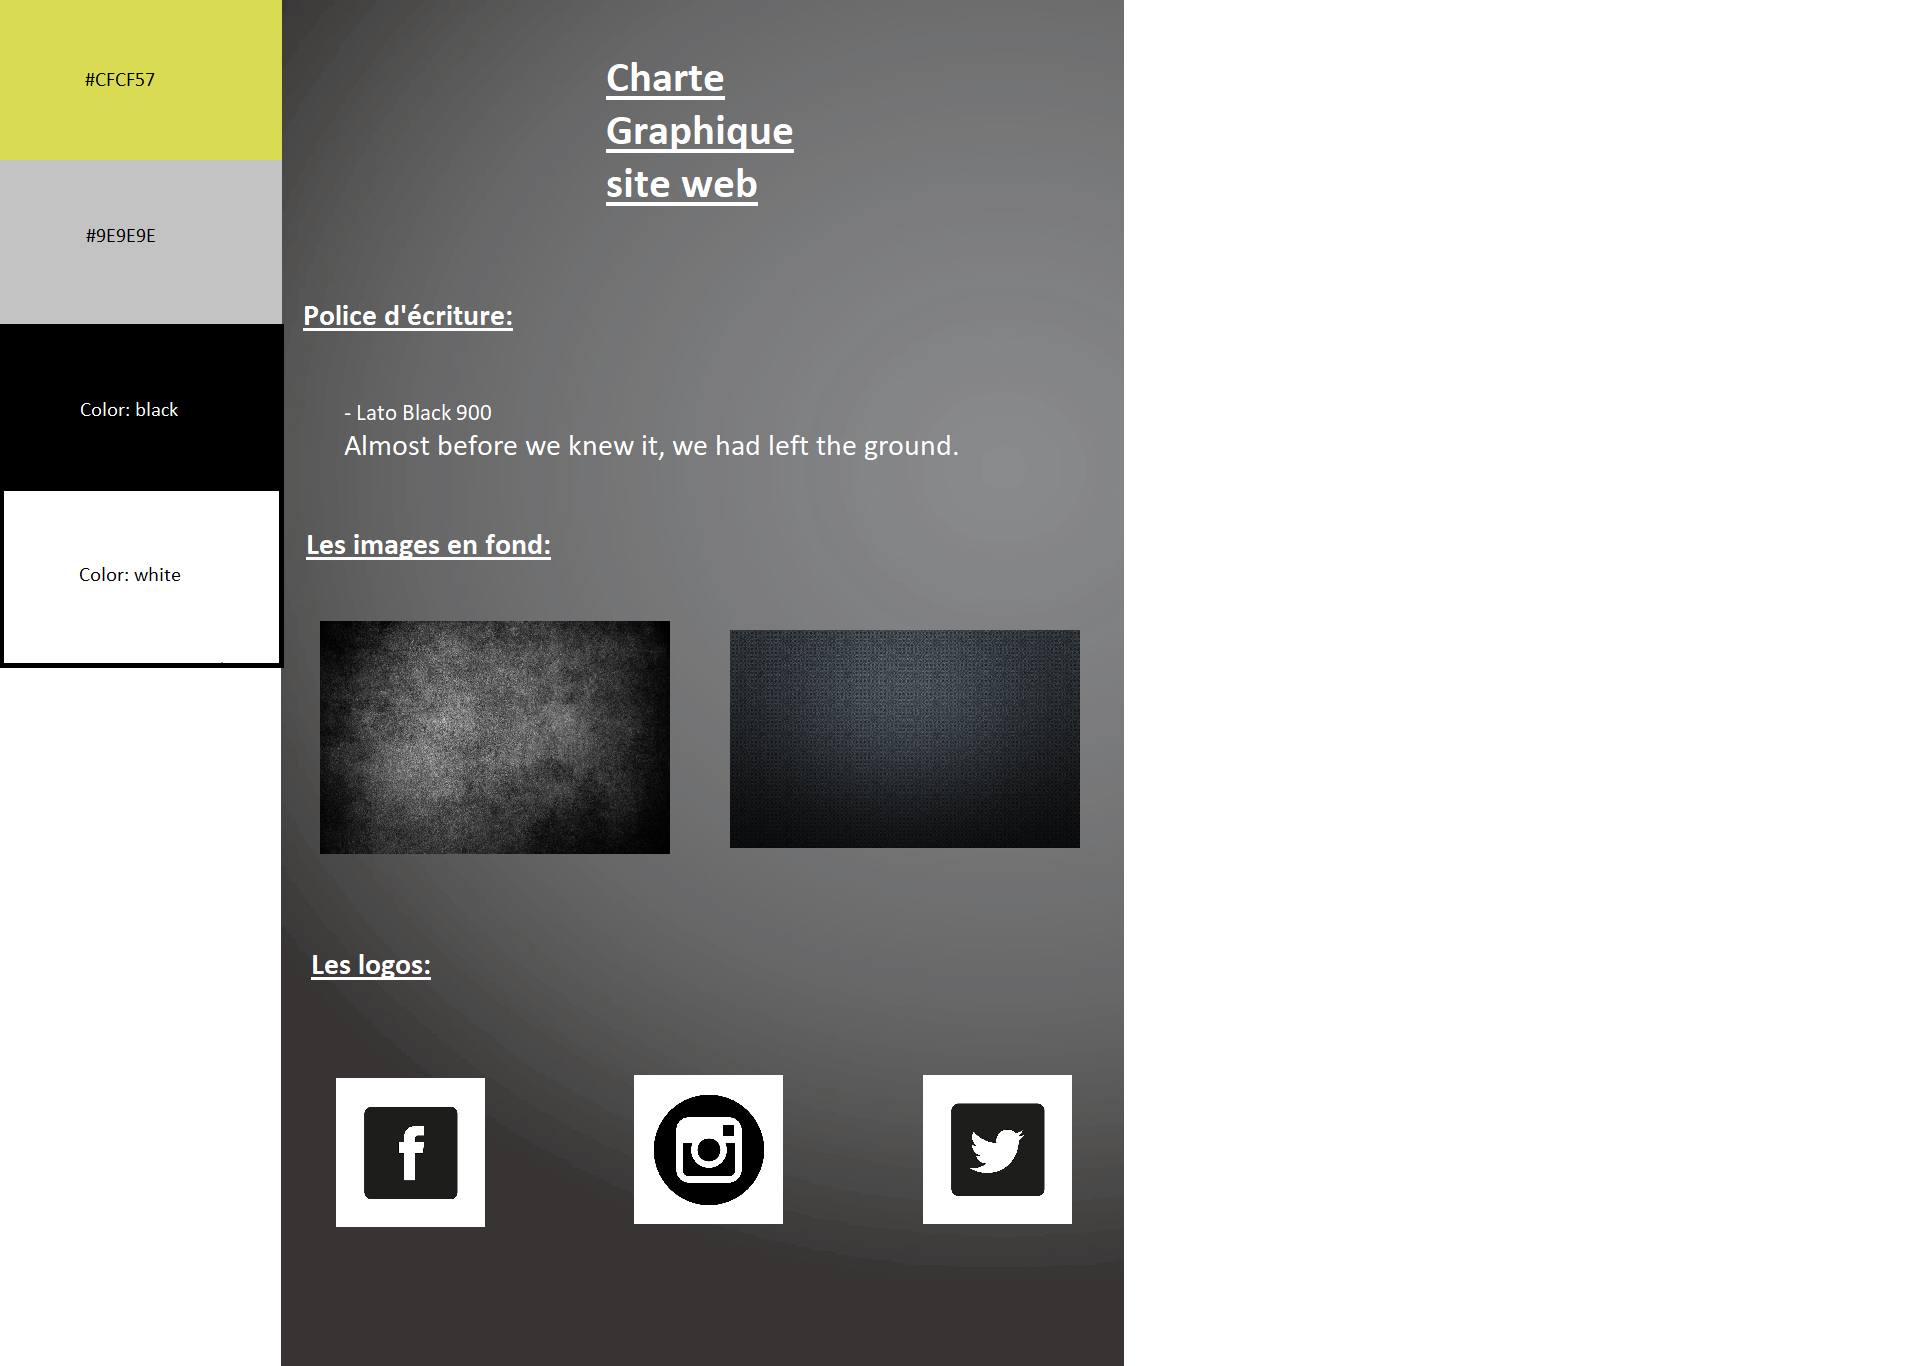 #CFCF57
#9E9E9E
Color: black
Color: white
Charte
Graphique
site web
Police d'écriture:
- Lato Black 900
Almost before we knew it, we had left the ground.
Les images en fond:
Les logos: